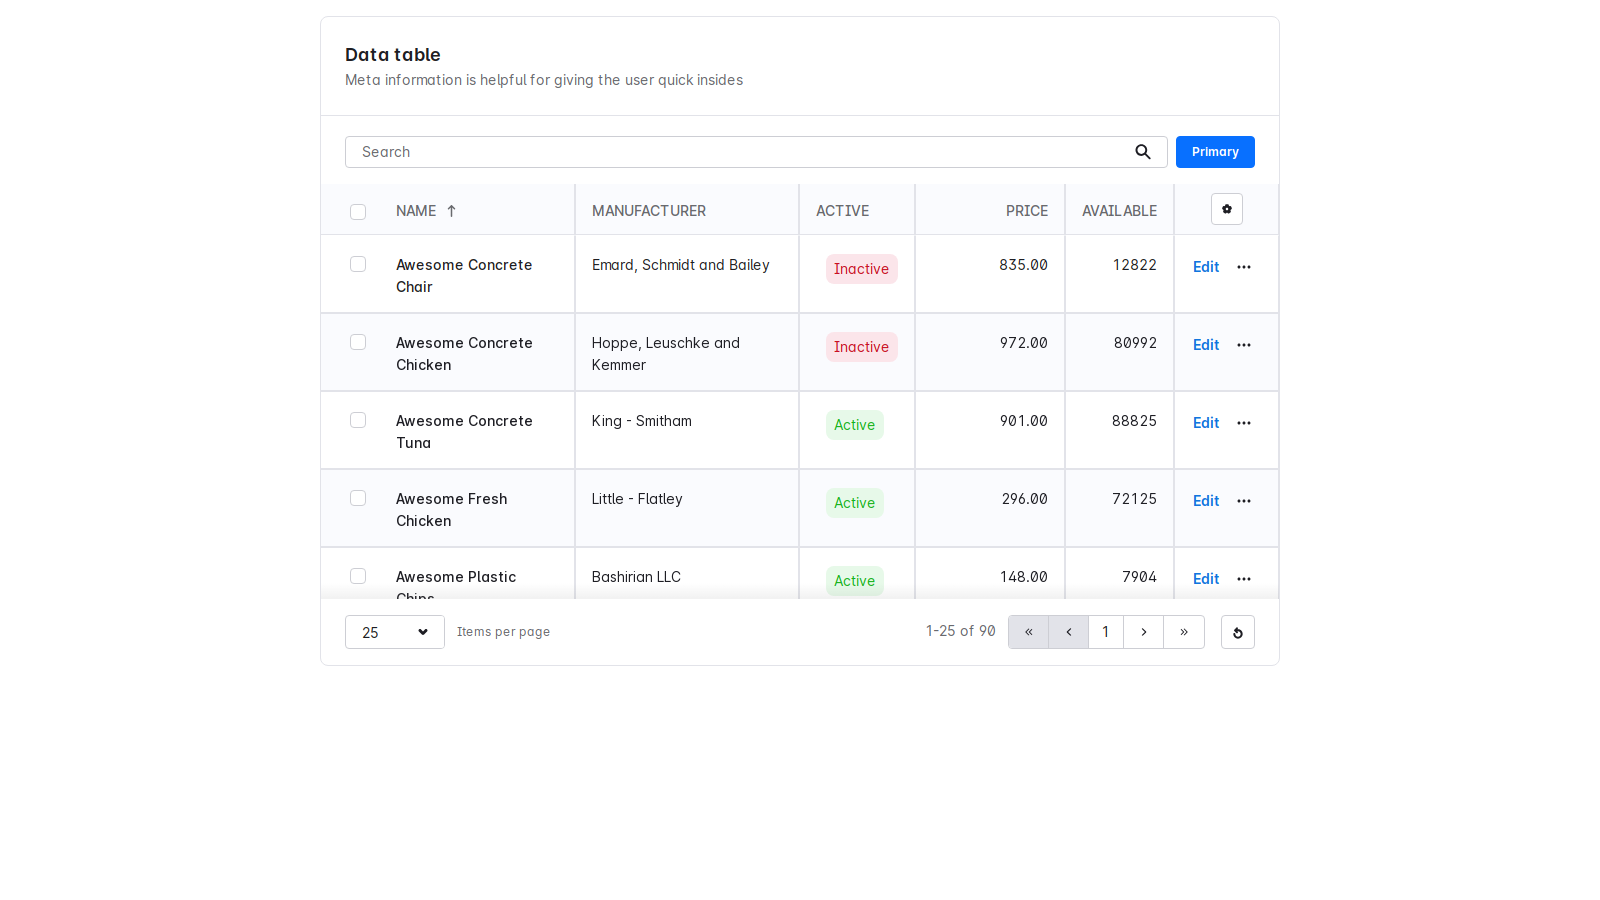 Data table
Meta information is helpful for giving the user quick insides
Search
Primary
NAME MANUFACTURER ACTIVE PRICE AVAILABLE
Awesome Concrete Chair Emard, Schmidt and Bailey Inactive 835.00 12822 Edit
Awesome Concrete Chicken Hoppe, Leuschke and Kemmer Inactive 972.00 80992 Edit
Awesome Concrete Tuna King - Smitham Active 901.00 88825 Edit
Awesome Fresh Chicken Little - Flatley Active 296.00 72125 Edit
Awesome Plastic Chips Bashirian LLC Active 148.00 7904 Edit
25 Items per page 1-25 of 90 « ‹ 1 › »